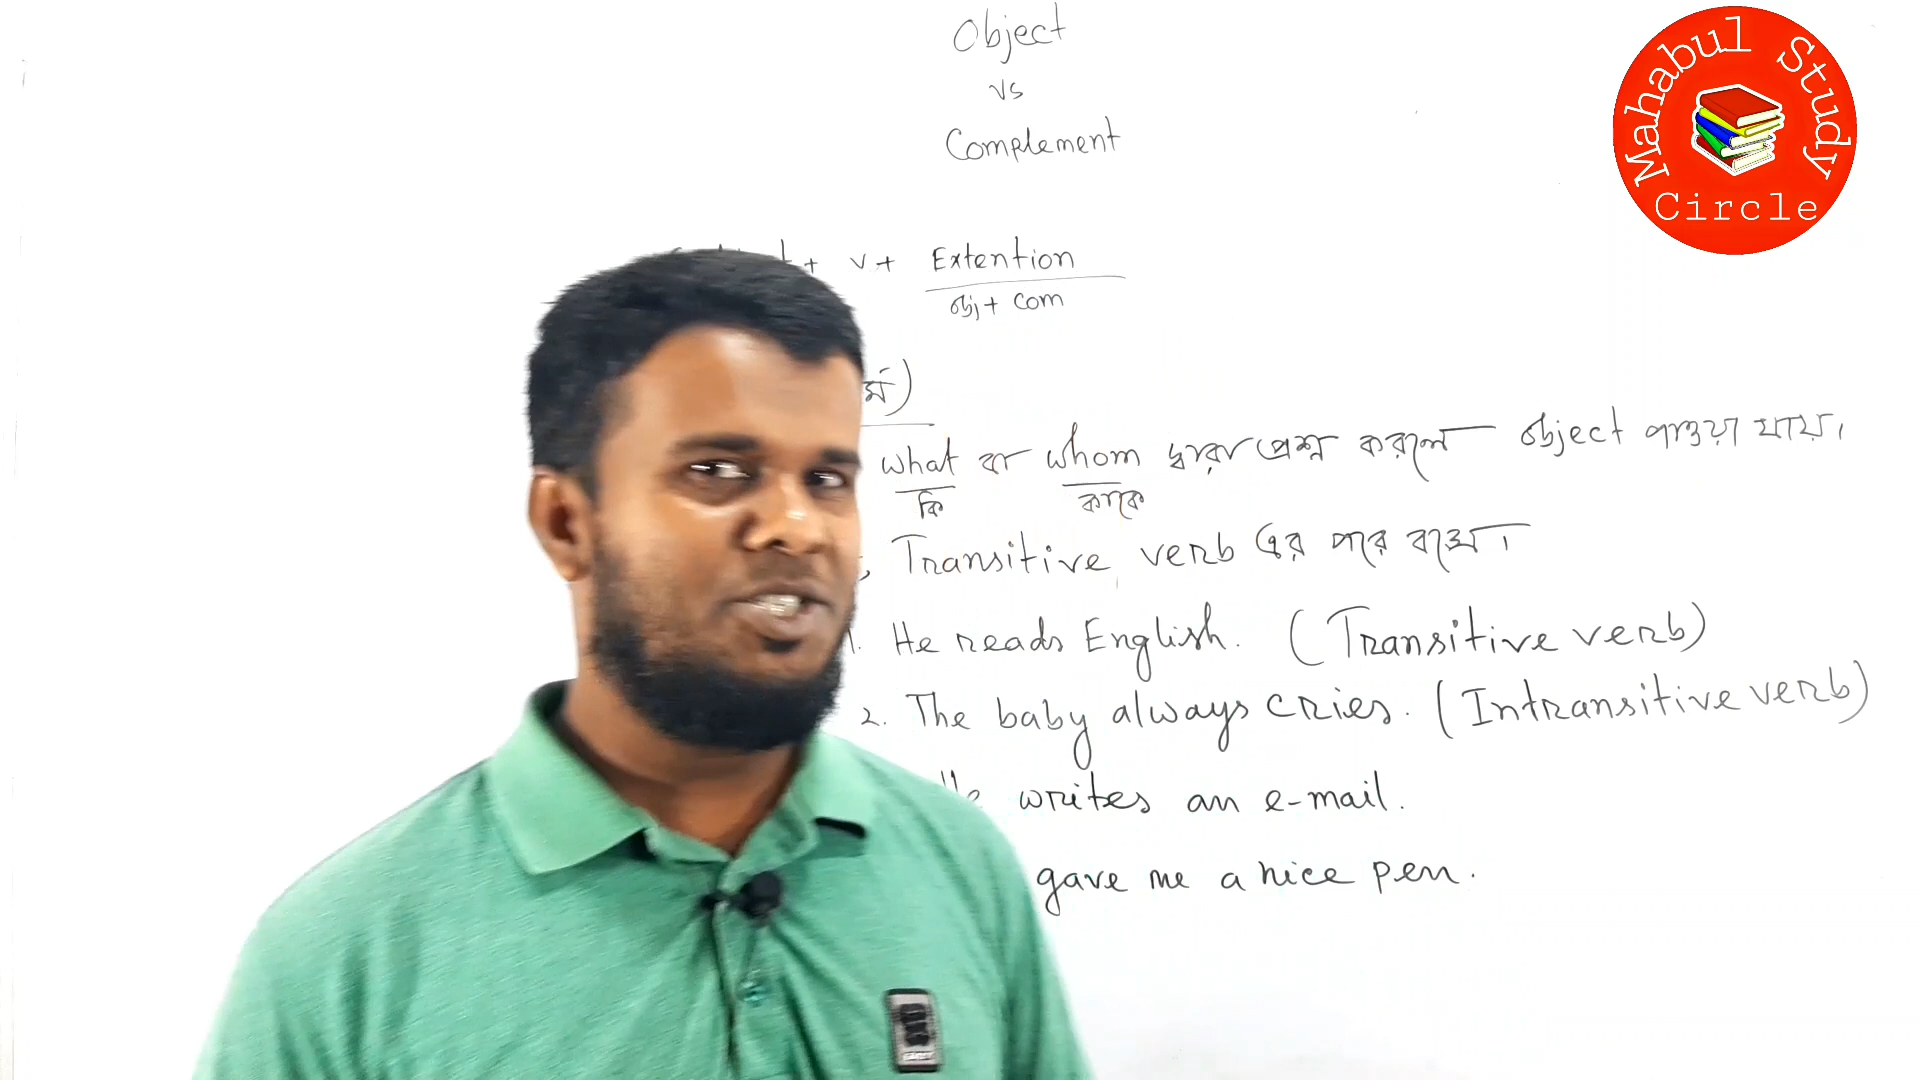 Object
vs
Complement
Mahabul Study Circle
+ v + Extention
obj + com
র্ম)
what বা whom দ্বারা প্রশ্ন করলে object পাওয়া যায়।
কি কাকে
Transitive verb এর পরে বসে।
1. He reads English. (Transitive verb)
2. The baby always cries. (Intransitive verb)
He writes an e-mail.
gave me a nice pen.